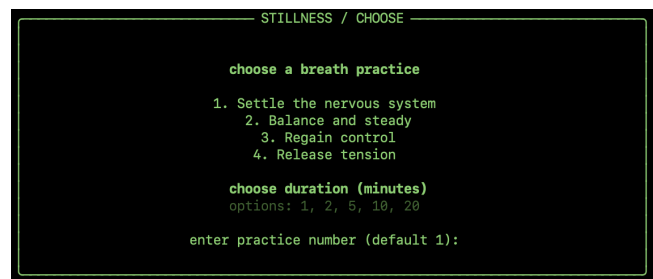 STILLNESS / CHOOSE
choose a breath practice
1. Settle the nervous system
2. Balance and steady
3. Regain control
4. Release tension
choose duration (minutes)
options: 1, 2, 5, 10, 20
enter practice number (default 1):